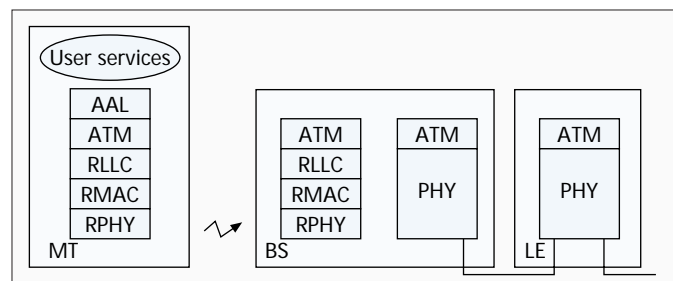 User services
AAL
ATM
RLLC
RMAC
RPHY
MT
ATM
RLLC
RMAC
RPHY
ATM
PHY
BS
ATM
PHY
LE